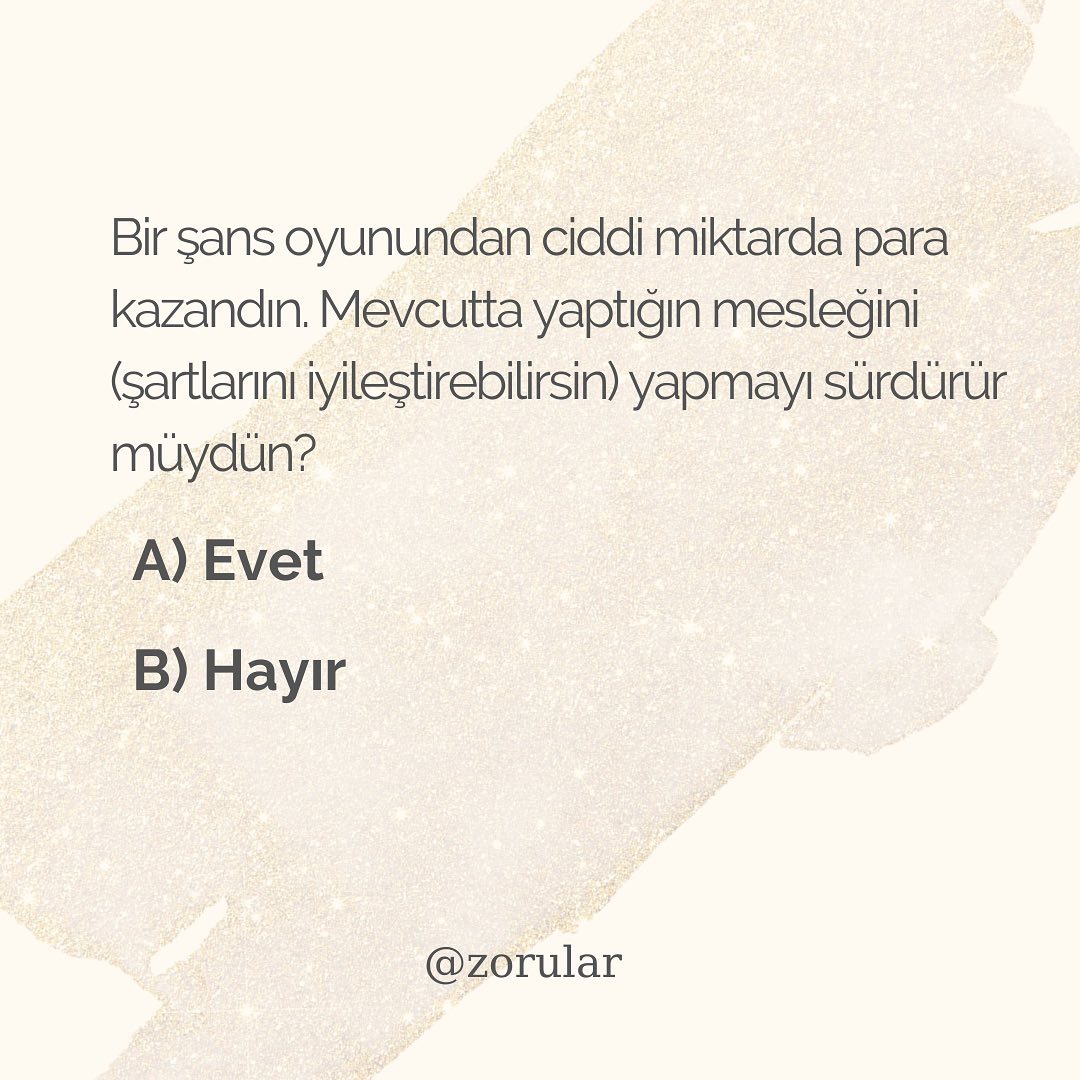 Bir şans oyunundan ciddi miktarda para
kazandın. Mevcutta yaptığın mesleğini
(şartlarını iyileştirebilirsin) yapmayı sürdürür
müydün?
A) Evet
B) Hayır
@zorular